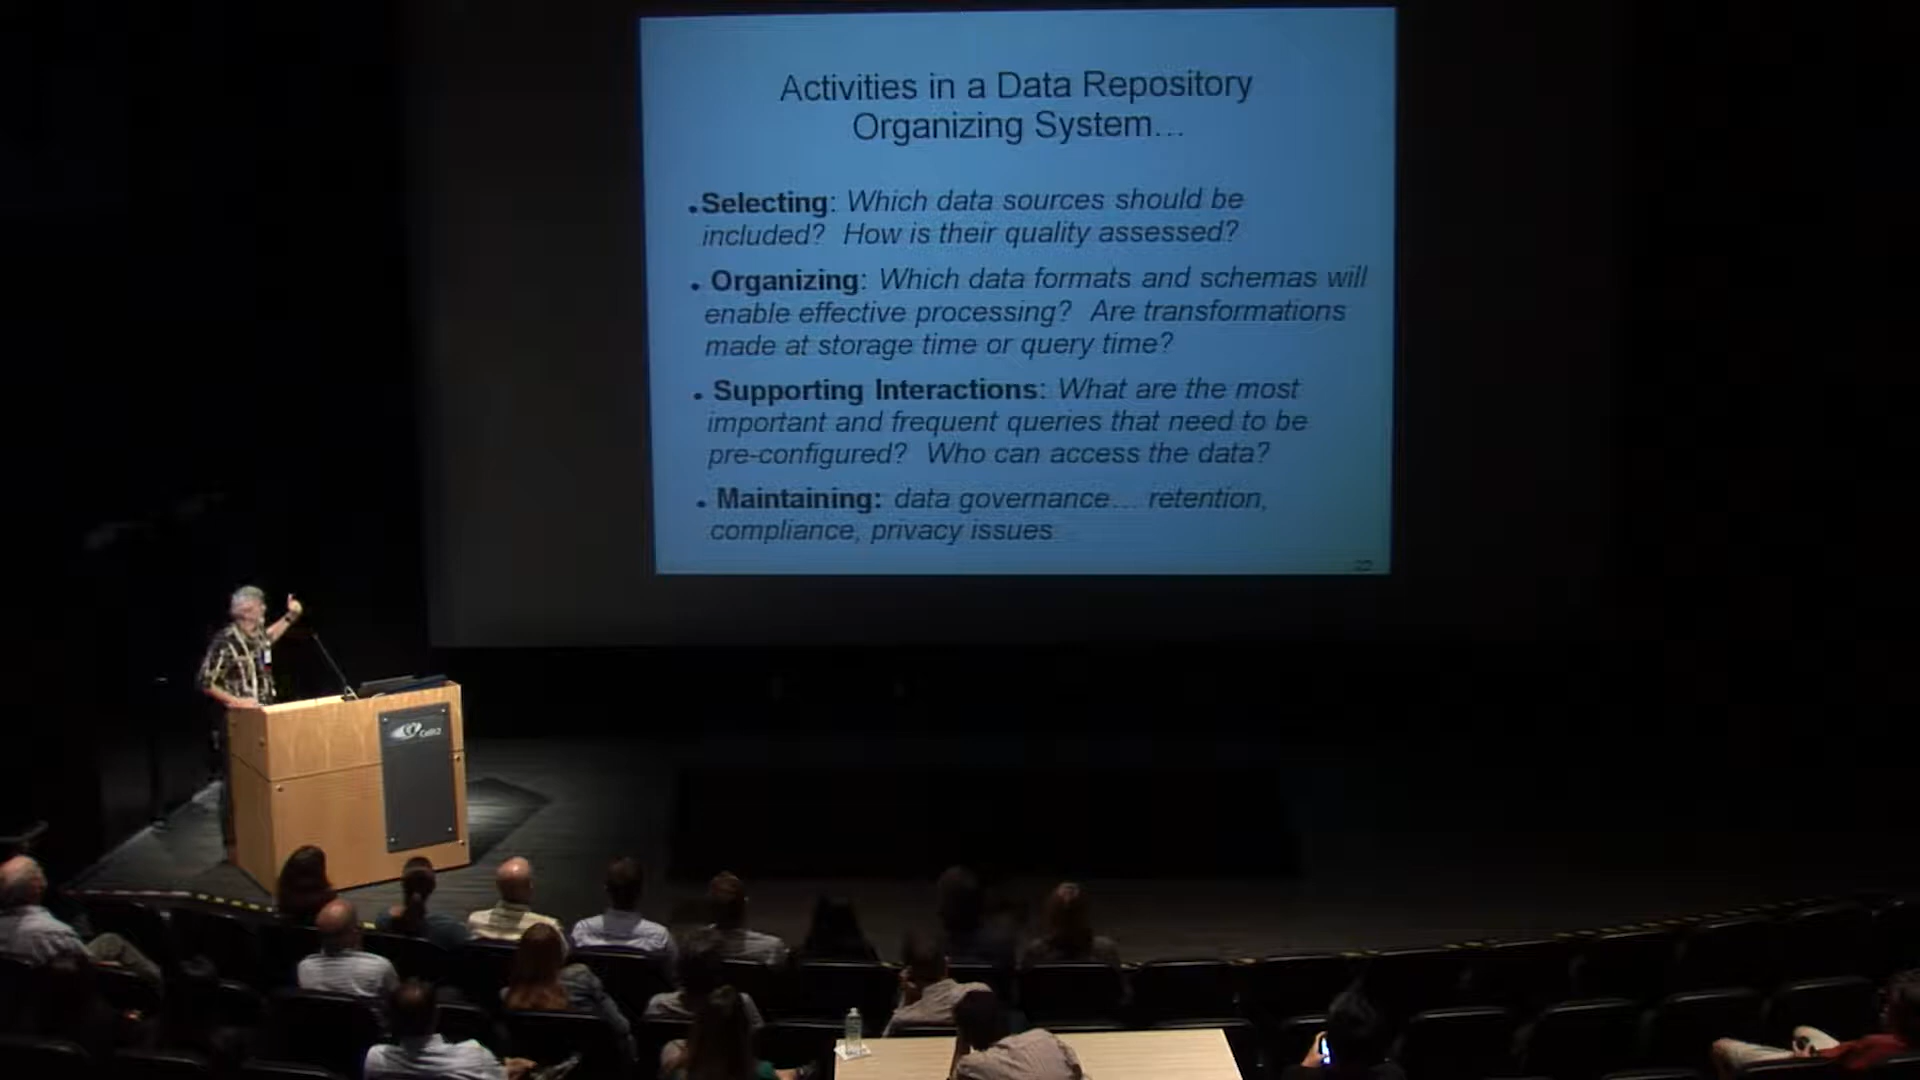 Activities in a Data Repository
Organizing System...
• Selecting: Which data sources should be
included? How is their quality assessed?
• Organizing: Which data formats and schemas will
enable effective processing? Are transformations
made at storage time or query time?
• Supporting Interactions: What are the most
important and frequent queries that need to be
pre-configured? Who can access the data?
• Maintaining: data governance... retention,
compliance, privacy issues
22
Calit2